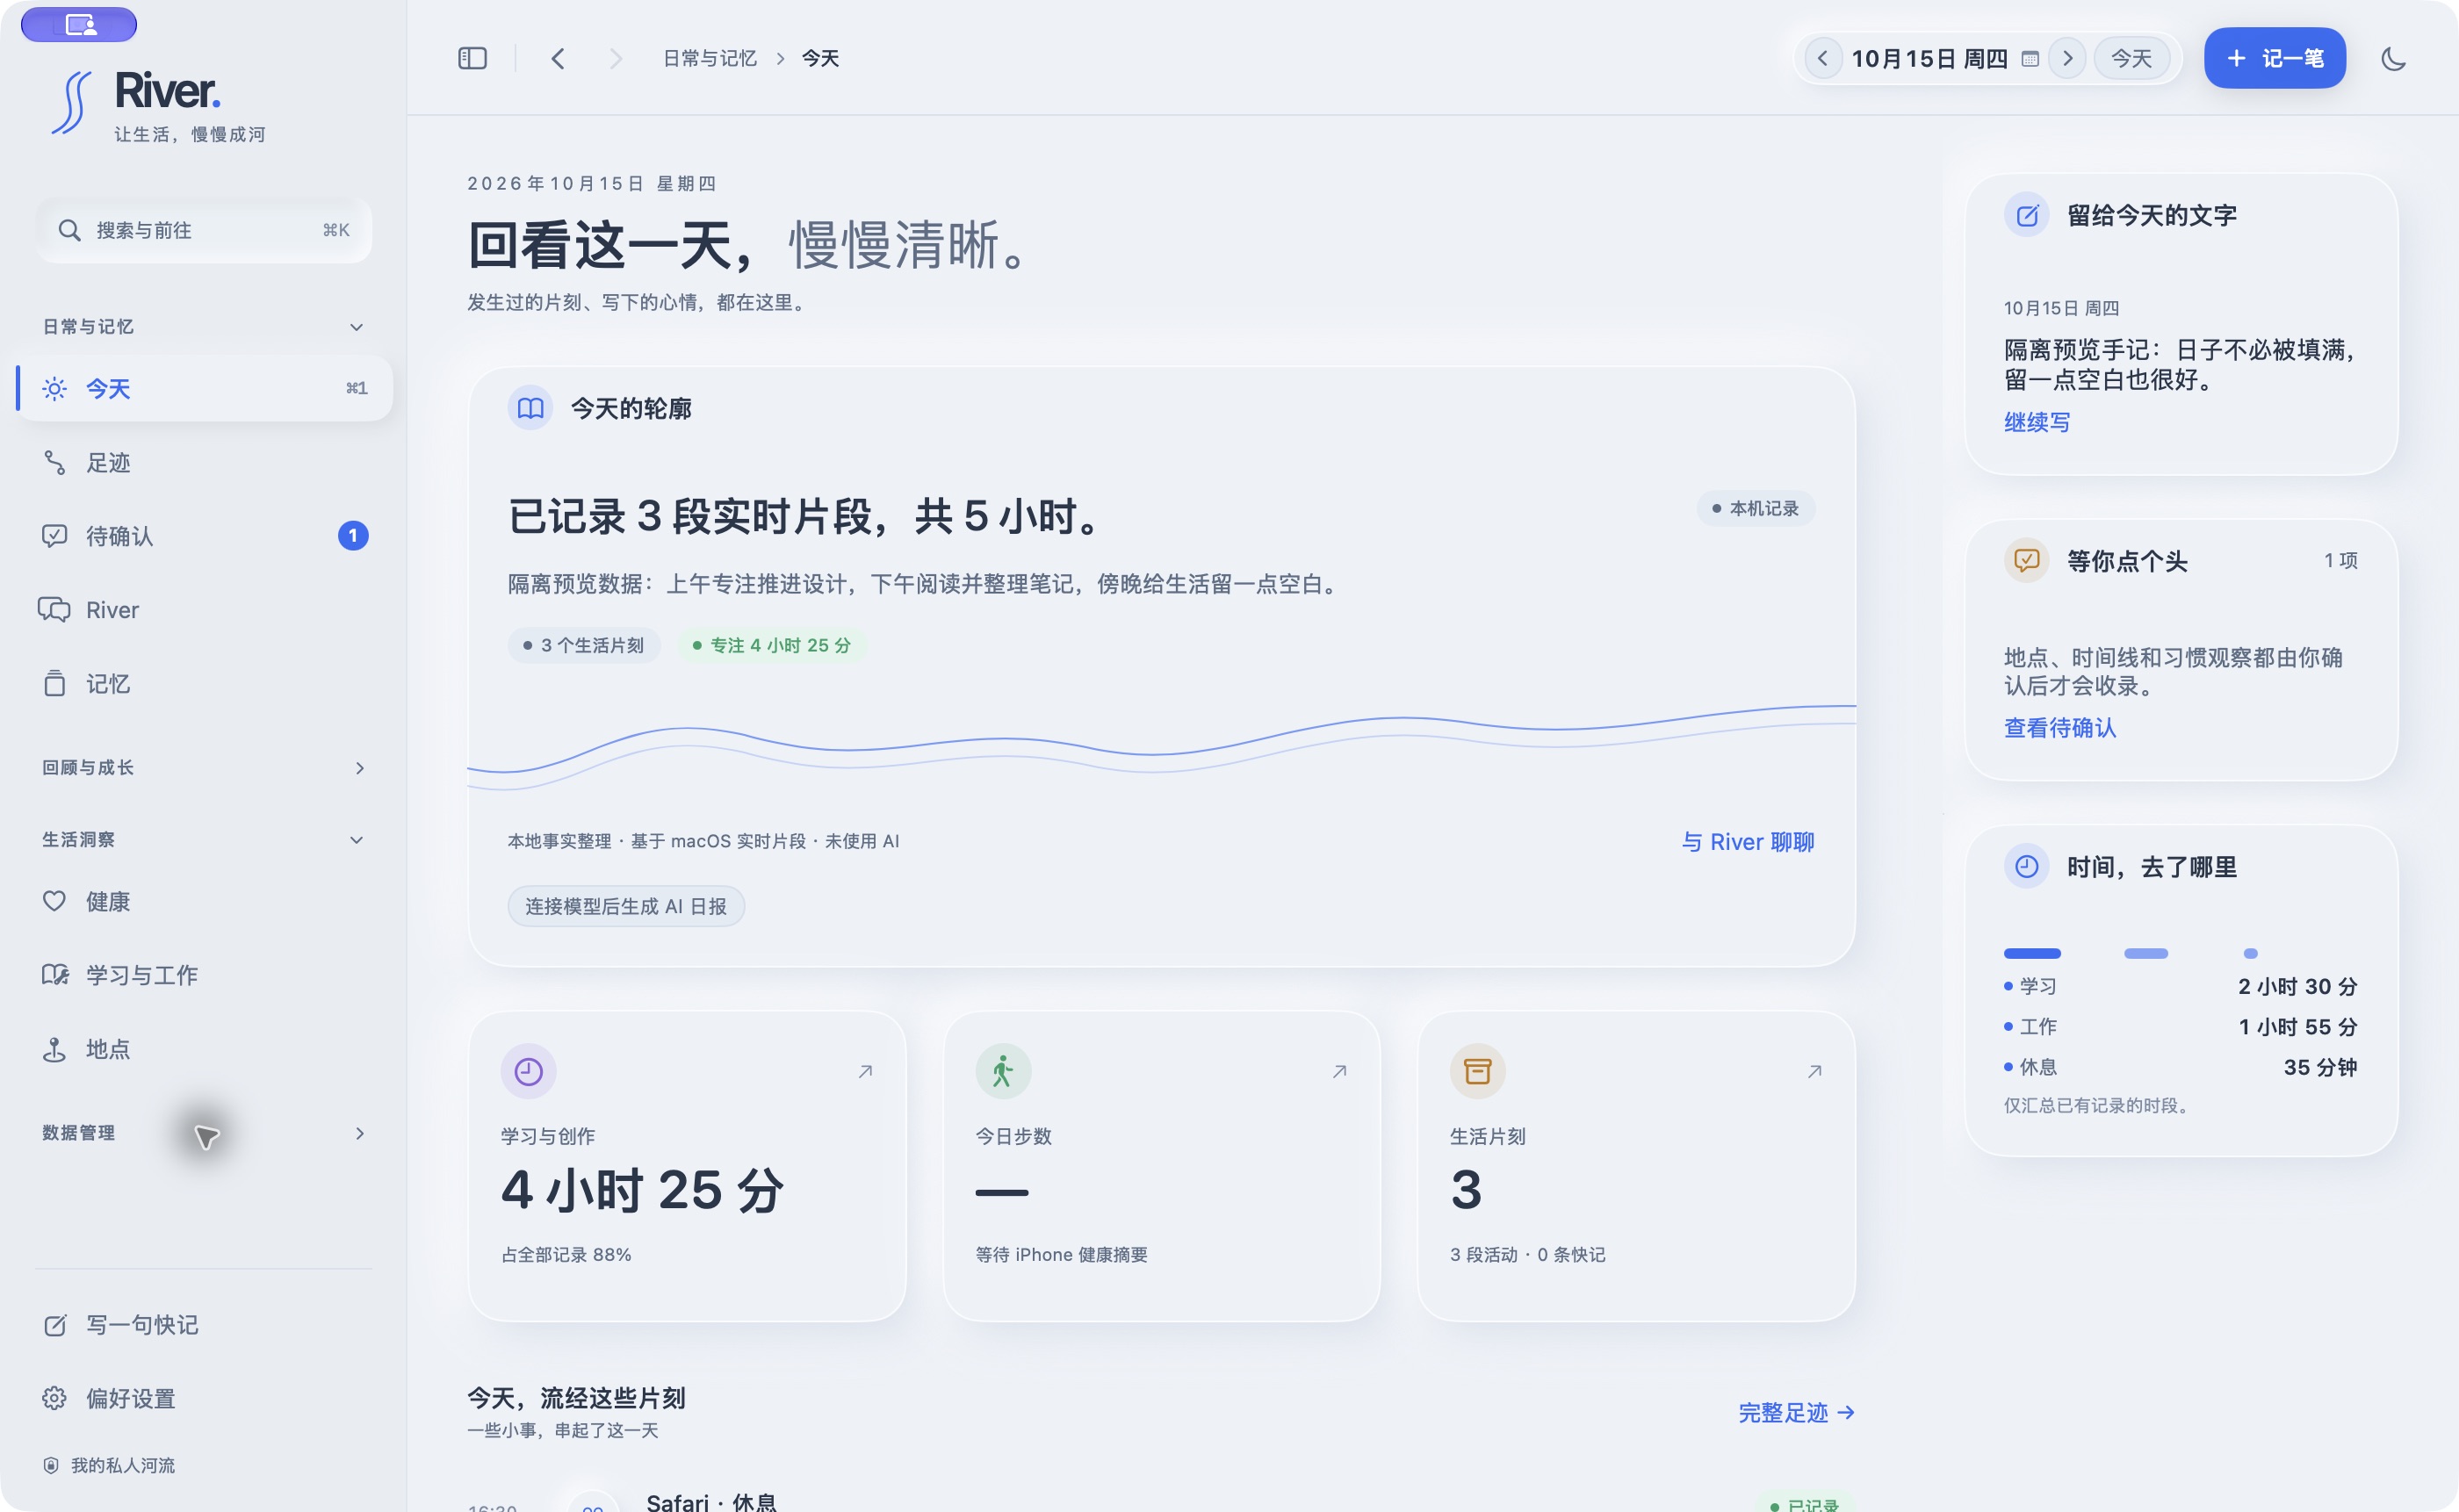 River.
让生活，慢慢成河
搜索与前往 ⌘K
日常与记忆
今天 ⌘1
足迹
待确认 1
River
记忆
回顾与成长
生活洞察
健康
学习与工作
地点
数据管理
写一句快记
偏好设置
我的私人河流
日常与记忆 > 今天
10月15日 周四 今天
+ 记一笔
2026年10月15日 星期四
回看这一天，慢慢清晰。
发生过的片刻、写下的心情，都在这里。
今天的轮廓
已记录 3 段实时片段，共 5 小时。
本机记录
隔离预览数据：上午专注推进设计，下午阅读并整理笔记，傍晚给生活留一点空白。
3 个生活片刻 专注 4 小时 25 分
本地事实整理 · 基于 macOS 实时片段 · 未使用 AI
与 River 聊聊
连接模型后生成 AI 日报
学习与创作
4 小时 25 分
占全部记录 88%
今日步数
—
等待 iPhone 健康摘要
生活片刻
3
3 段活动 · 0 条快记
今天，流经这些片刻
一些小事，串起了这一天
完整足迹 →
16:30
Safari · 休息
已记录
留给今天的文字
10月15日 周四
隔离预览手记：日子不必被填满，
留一点空白也很好。
继续写
等你点个头 1 项
地点、时间线和习惯观察都由你确
认后才会收录。
查看待确认
时间，去了哪里
学习 2 小时 30 分
工作 1 小时 55 分
休息 35 分钟
仅汇总已有记录的时段。